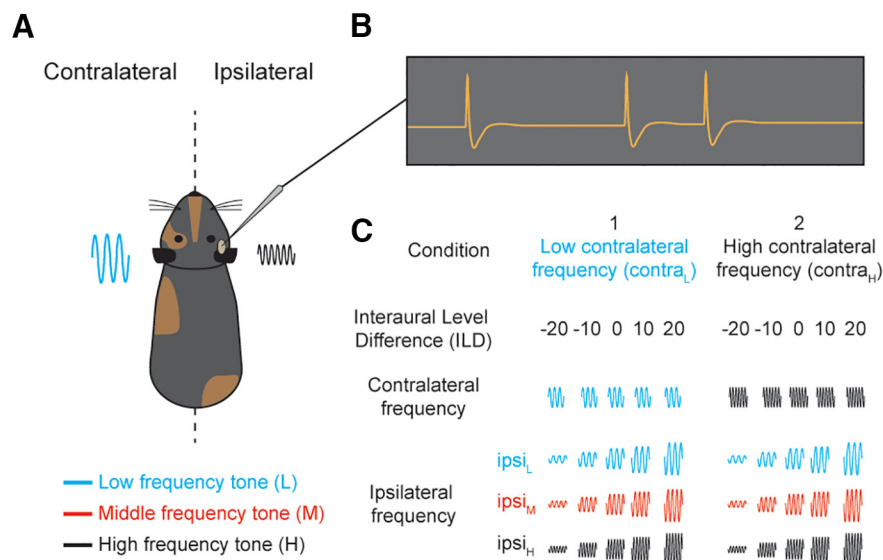 A
B
Contralateral Ipsilateral
C
Condition
1
Low contralateral
frequency (contraL)
2
High contralateral
frequency (contraH)
Interaural Level
Difference (ILD)
-20 -10 0 10 20
-20 -10 0 10 20
Contralateral
frequency
Ipsilateral
frequency
ipsiL
ipsiM
ipsiH
Low frequency tone (L)
Middle frequency tone (M)
High frequency tone (H)